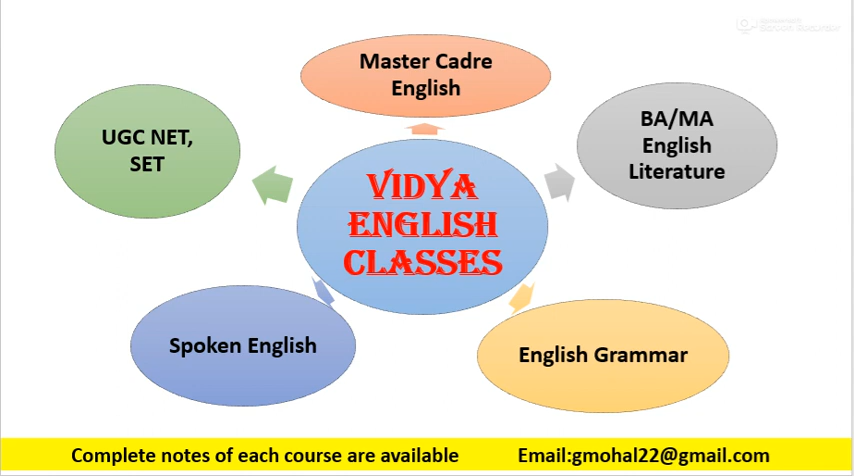 Master Cadre
English
BA/MA
English
Literature
UGC NET,
SET
VIDYA
ENGLISH
CLASSES
Spoken English
English Grammar
Complete notes of each course are available
Email:gmohal22@gmail.com